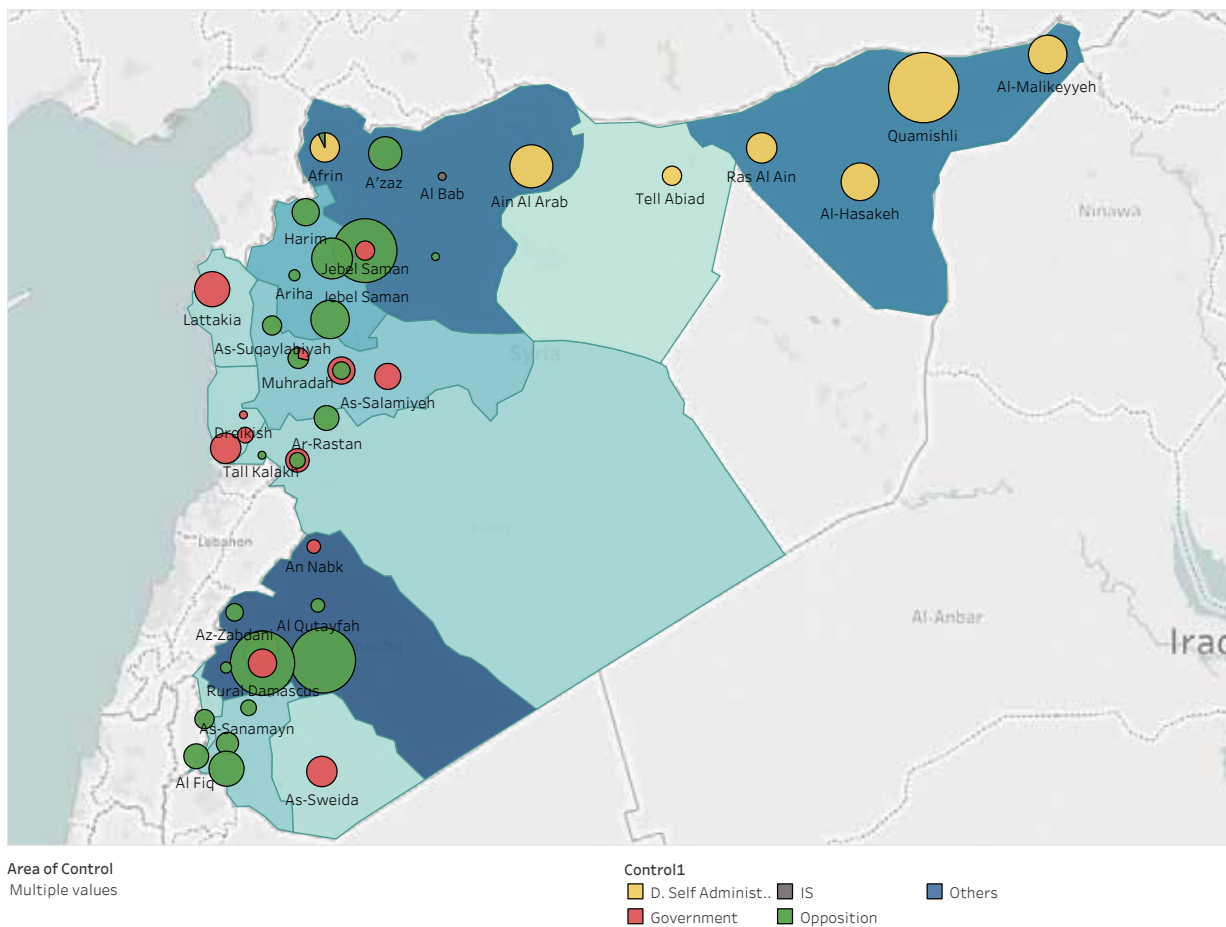 Al-Malikeyyeh
Quamishli
Afrin
A'zaz
Al Bab
Ain Al Arab
Tell Abiad
Ras Al Ain
Al-Hasakeh
Ninawa
Harim
Jebel Saman
Ariha
Jebel Saman
Lattakia
As-Suqaylabiyah
Syria
Muhradah
As-Salamiyeh
Dreikish
Ar-Rastan
Tall Kalakh
Hims
Lebanon
An Nabk
Al-Anbar
Az-Zabdani
Al Qutayfah
Iraq
Rural Damascus
As-Sanamayn
Al Fiq
As-Sweida
Area of Control
Multiple values
Control1
D. Self Administ..
IS
Others
Government
Opposition